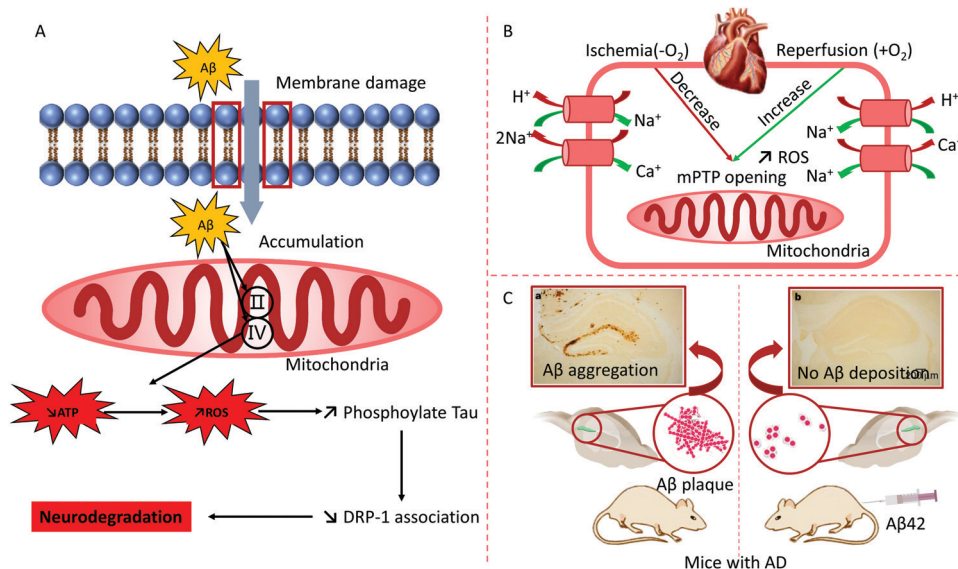 A
Aβ
Membrane damage
Aβ
Accumulation
II
IV
Mitochondria
↘ATP
↗ROS
↗ Phosphoylate Tau
↘ DRP-1 association
Neurodegradation
B
Ischemia(-O₂)
Reperfusion (+O₂)
Decrease
Increase
H⁺
Na⁺
2Na⁺
Ca⁺
H⁺
Na⁺
Ca⁺
Na⁺
↗ ROS
mPTP opening
Mitochondria
C
a
Aβ aggregation
b
No Aβ deposition
Aβ plaque
Aβ42
Mice with AD